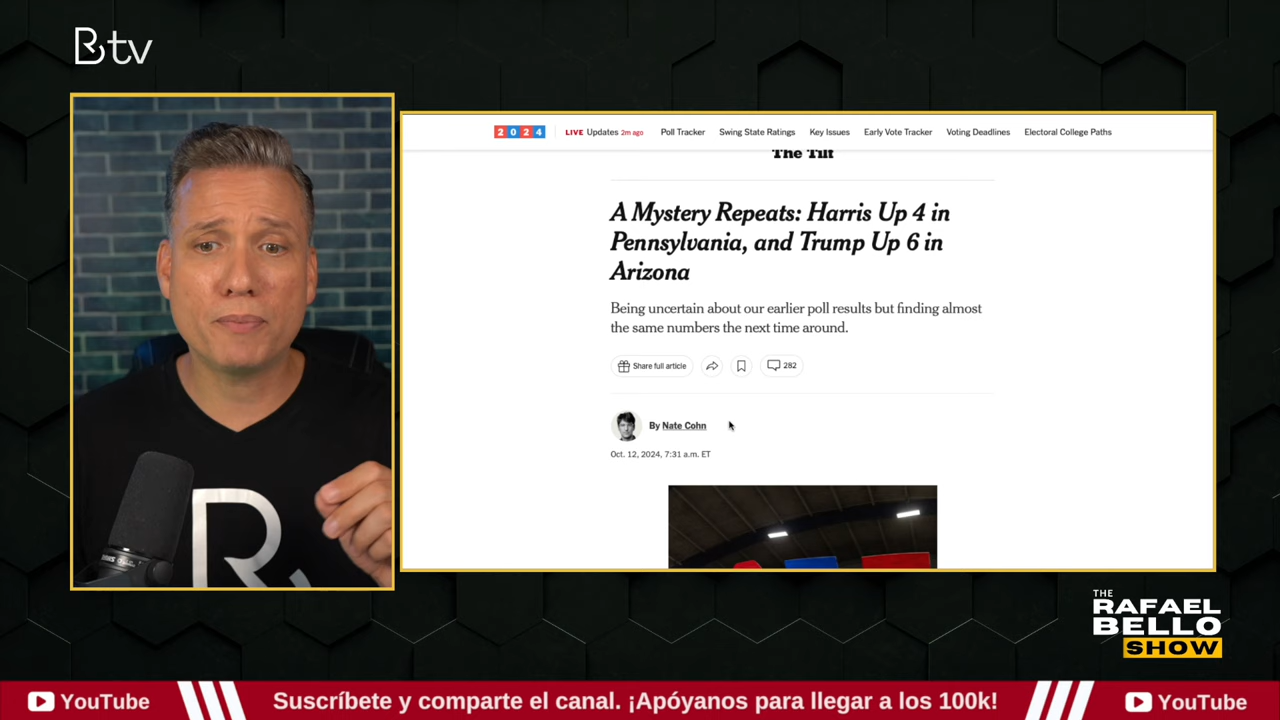 Btv
2024
LIVE Updates 2m ago
Poll Tracker
Swing State Ratings
Key Issues
Early Vote Tracker
Voting Deadlines
Electoral College Paths
The Tilt
A Mystery Repeats: Harris Up 4 in
Pennsylvania, and Trump Up 6 in
Arizona
Being uncertain about our earlier poll results but finding almost
the same numbers the next time around.
Share full article
282
By Nate Cohn
Oct. 12, 2024, 7:31 a.m. ET
R
THE
RAFAEL
BELLO
SHOW
YouTube
Suscríbete y comparte el canal. ¡Apóyanos para llegar a los 100k!
YouTube